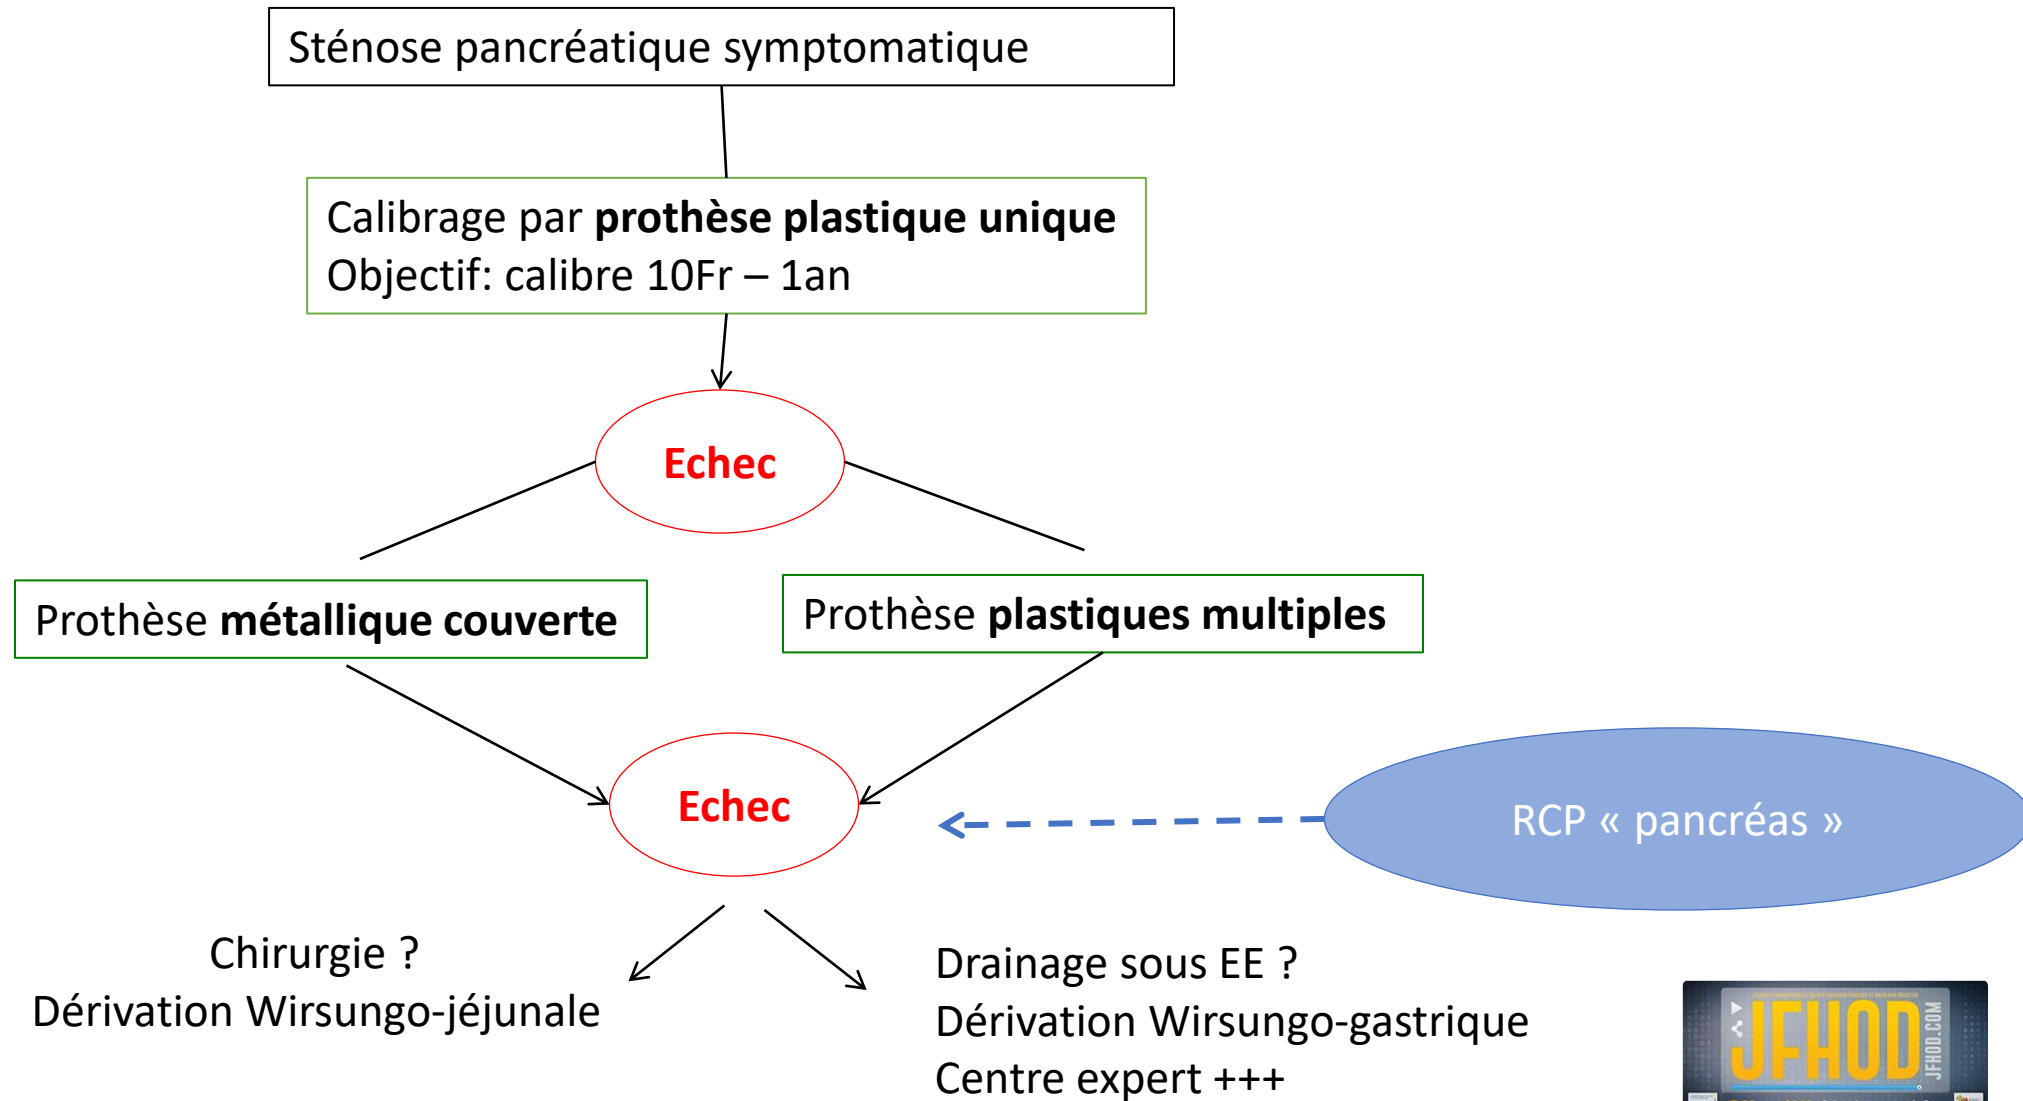 Sténose pancréatique symptomatique
Calibrage par prothèse plastique unique
Objectif: calibre 10Fr – 1an
Echec
Prothèse métallique couverte
Prothèse plastiques multiples
Echec
RCP « pancréas »
Chirurgie ?
Dérivation Wirsungo-jéjunale
Drainage sous EE ?
Dérivation Wirsungo-gastrique
Centre expert +++
JFHOD
JFHOD.COM